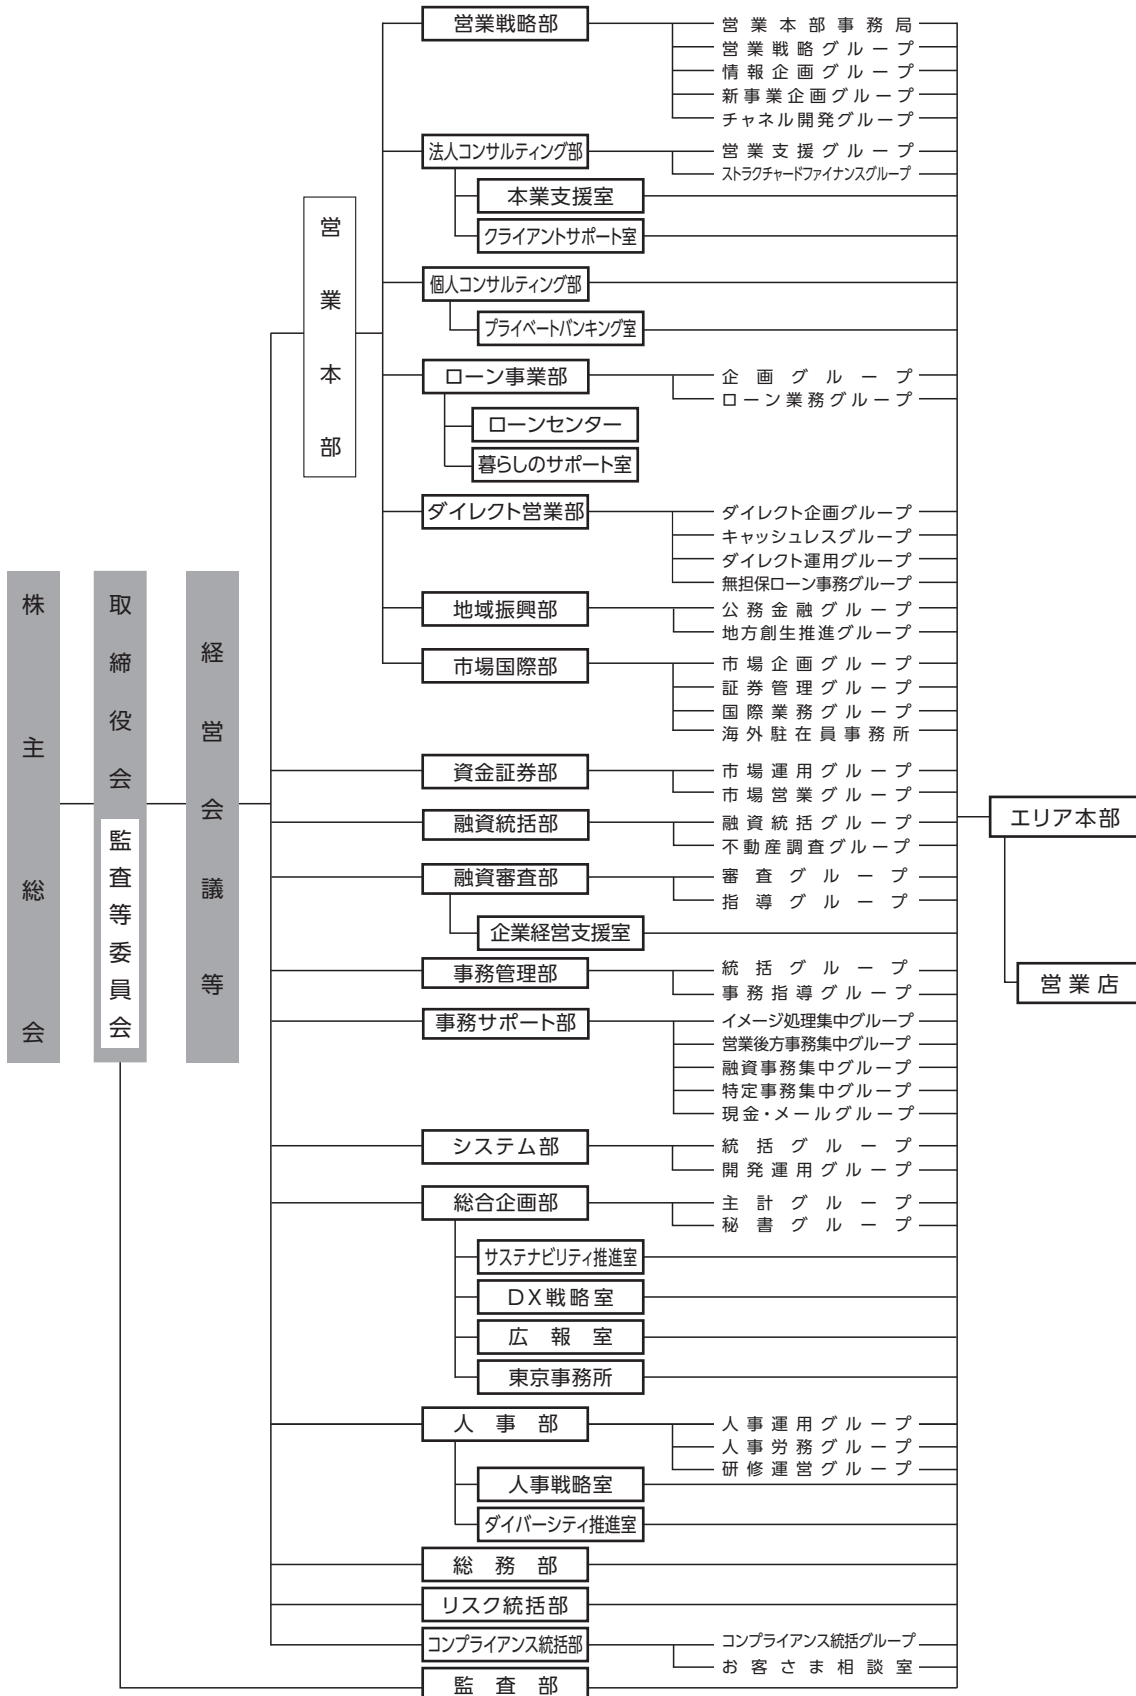 株主総会
取締役会
監査等委員会
経営会議等
営業本部
営業戦略部
営業本部事務局
営業戦略グループ
情報企画グループ
新事業企画グループ
チャネル開発グループ
法人コンサルティング部
営業支援グループ
ストラクチャードファイナンスグループ
本業支援室
クライアントサポート室
個人コンサルティング部
プライベートバンキング室
ローン事業部
企画グループ
ローン業務グループ
ローンセンター
暮らしのサポート室
ダイレクト営業部
ダイレクト企画グループ
キャッシュレスグループ
ダイレクト運用グループ
無担保ローン事務グループ
地域振興部
公務金融グループ
地方創生推進グループ
市場国際部
市場企画グループ
証券管理グループ
国際業務グループ
海外駐在員事務所
資金証券部
市場運用グループ
市場営業グループ
融資統括部
融資統括グループ
不動産調査グループ
融資審査部
審査グループ
指導グループ
企業経営支援室
事務管理部
統括グループ
事務指導グループ
事務サポート部
イメージ処理集中グループ
営業後方事務集中グループ
融資事務集中グループ
特定事務集中グループ
現金・メールグループ
システム部
統括グループ
開発運用グループ
総合企画部
主計グループ
秘書グループ
サステナビリティ推進室
DX戦略室
広報室
東京事務所
人事部
人事運用グループ
人事労務グループ
研修運営グループ
人事戦略室
ダイバーシティ推進室
総務部
リスク統括部
コンプライアンス統括部
コンプライアンス統括グループ
お客さま相談室
監査部
エリア本部
営業店